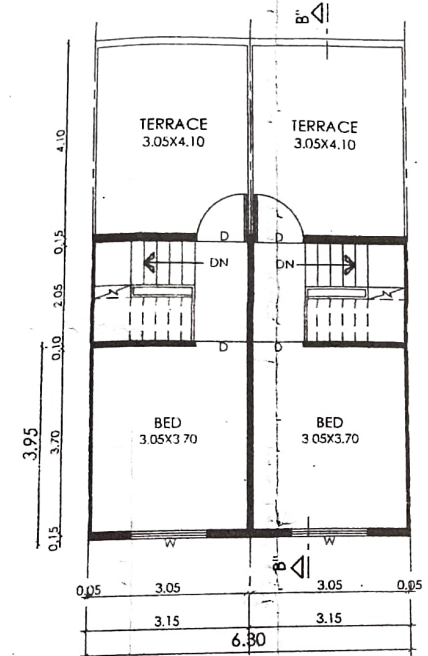 B"
TERRACE
3.05X4.10
TERRACE
3.05X4.10
4.10
D
D
0.15
DN
DN
2.05
0.10
D
D
BED
3.05X3.70
BED
3.05X3.70
3.95
3.70
0.15
W
W
B"
0.05
3.05
3.05
0.05
3.15
3.15
6.30